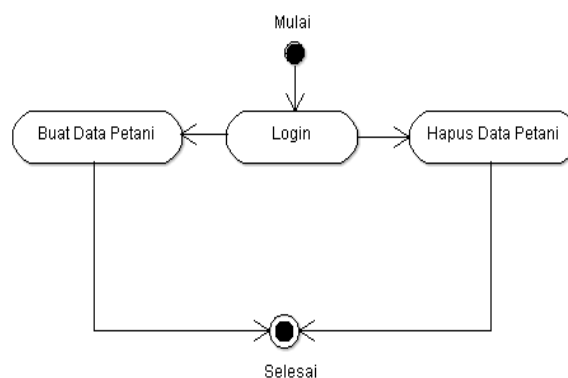 Mulai
Buat Data Petani
Login
Hapus Data Petani
Selesai